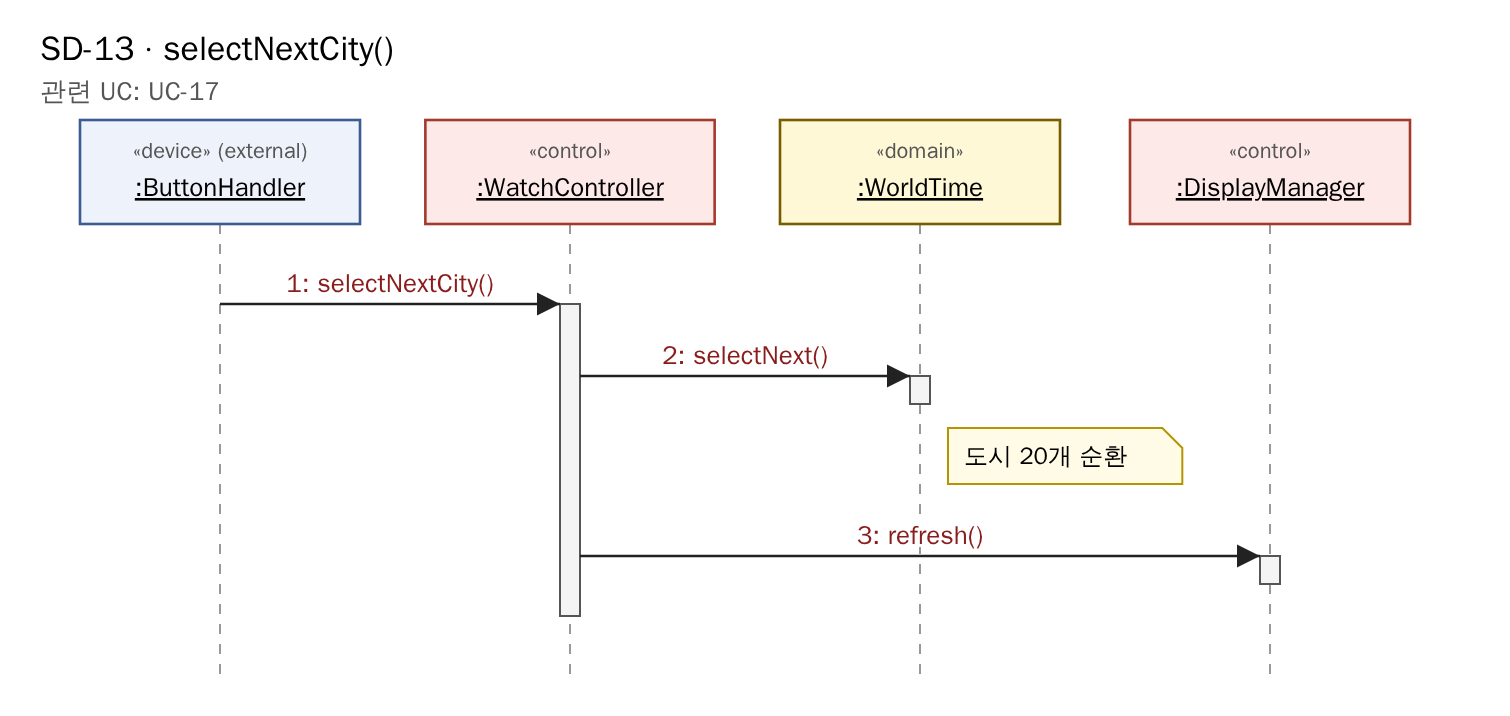 SD-13 · selectNextCity()
관련 UC: UC-17
«device» (external)
:ButtonHandler
«control»
:WatchController
«domain»
:WorldTime
«control»
:DisplayManager
1: selectNextCity()
2: selectNext()
도시 20개 순환
3: refresh()